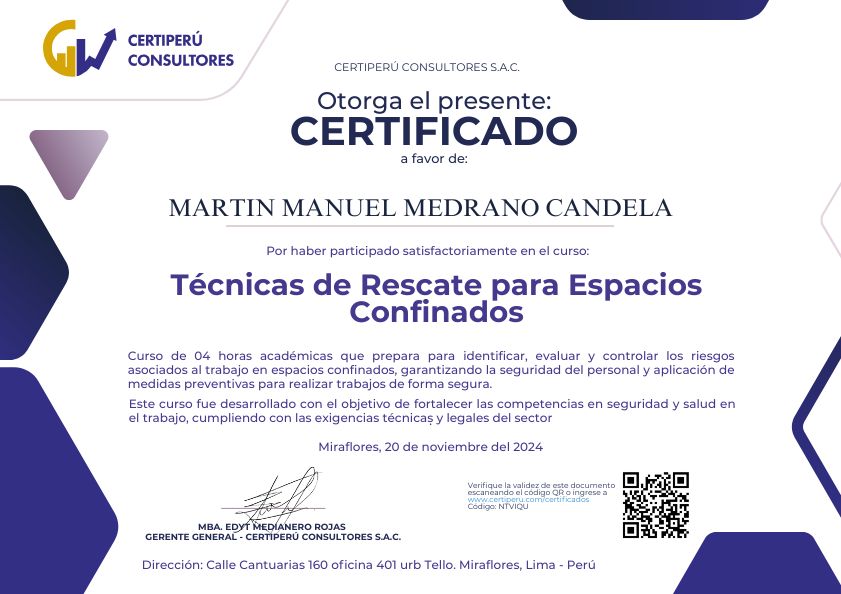 CERTIPERÚ
CONSULTORES
CERTIPERÚ CONSULTORES S.A.C.
Otorga el presente:
CERTIFICADO
a favor de:
MARTIN MANUEL MEDRANO CANDELA
Por haber participado satisfactoriamente en el curso:
Técnicas de Rescate para Espacios
Confinados
Curso de 04 horas académicas que prepara para identificar, evaluar y controlar los riesgos
asociados al trabajo en espacios confinados, garantizando la seguridad del personal y aplicación de
medidas preventivas para realizar trabajos de forma segura.
Este curso fue desarrollado con el objetivo de fortalecer las competencias en seguridad y salud en
el trabajo, cumpliendo con las exigencias técnicas y legales del sector
Miraflores, 20 de noviembre del 2024
Verifique la validez de este documento
escaneando el código QR o ingrese a
www.certiperu.com/certificados
Código: NTVIQU
MBA. EDYT MEDIANERO ROJAS
GERENTE GENERAL - CERTIPERÚ CONSULTORES S.A.C.
Dirección: Calle Cantuarias 160 oficina 401 urb Tello. Miraflores, Lima - Perú